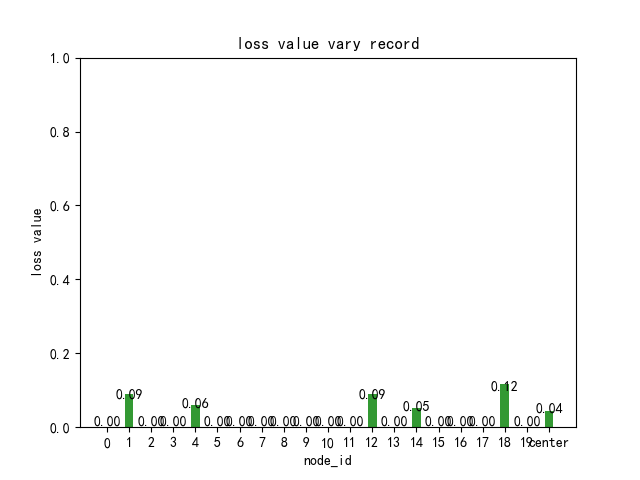 loss value vary record
1.0
0.8
0.6
0.4
0.2
0.0
loss value
0.00 0.09 0.00 0.00 0.06 0.00 0.00 0.00 0.00 0.00 0.00 0.00 0.09 0.00 0.05 0.00 0.00 0.00 0.12 0.00 0.04
0 1 2 3 4 5 6 7 8 9 10 11 12 13 14 15 16 17 18 19 center
node_id